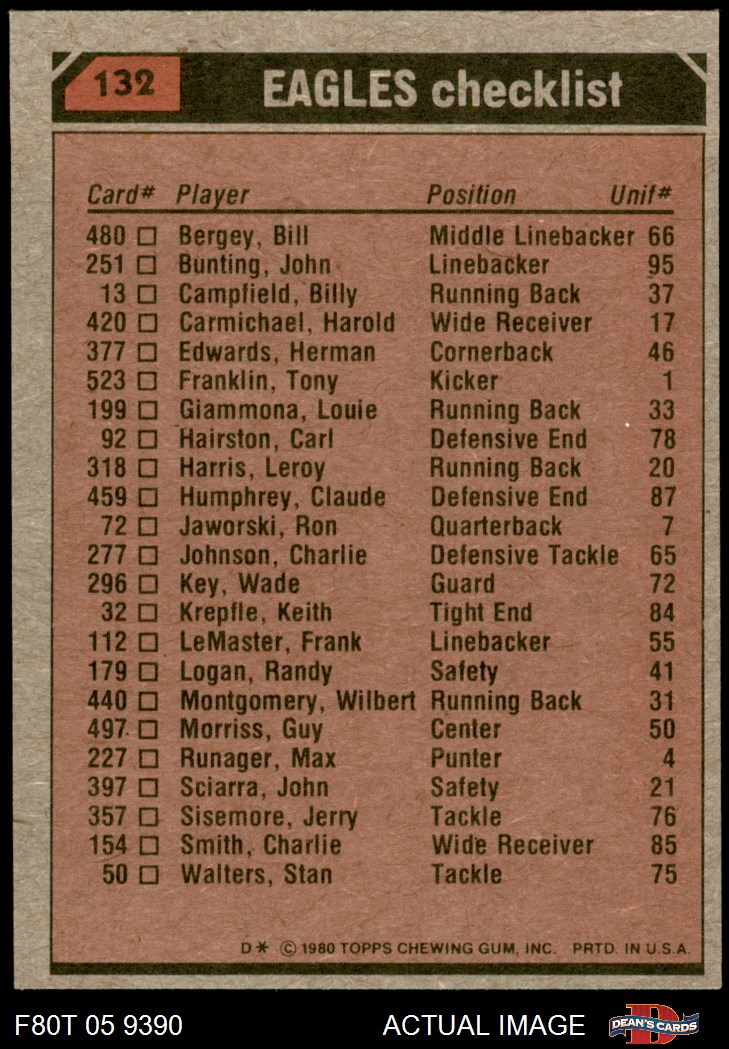 132 EAGLES checklist
Card# Player Position Unif#
480 □ Bergey, Bill Middle Linebacker 66
251 □ Bunting, John Linebacker 95
13 □ Campfield, Billy Running Back 37
420 □ Carmichael, Harold Wide Receiver 17
377 □ Edwards, Herman Cornerback 46
523 □ Franklin, Tony Kicker 1
199 □ Giammona, Louie Running Back 33
92 □ Hairston, Carl Defensive End 78
318 □ Harris, Leroy Running Back 20
459 □ Humphrey, Claude Defensive End 87
72 □ Jaworski, Ron Quarterback 7
277 □ Johnson, Charlie Defensive Tackle 65
296 □ Key, Wade Guard 72
32 □ Krepfle, Keith Tight End 84
112 □ LeMaster, Frank Linebacker 55
179 □ Logan, Randy Safety 41
440 □ Montgomery, Wilbert Running Back 31
497 □ Morriss, Guy Center 50
227 □ Runager, Max Punter 4
397 □ Sciarra, John Safety 21
357 □ Sisemore, Jerry Tackle 76
154 □ Smith, Charlie Wide Receiver 85
50 □ Walters, Stan Tackle 75
D* © 1980 TOPPS CHEWING GUM, INC. PRTD. IN U.S.A.
F80T 05 9390 ACTUAL IMAGE DEAN'S CARDS